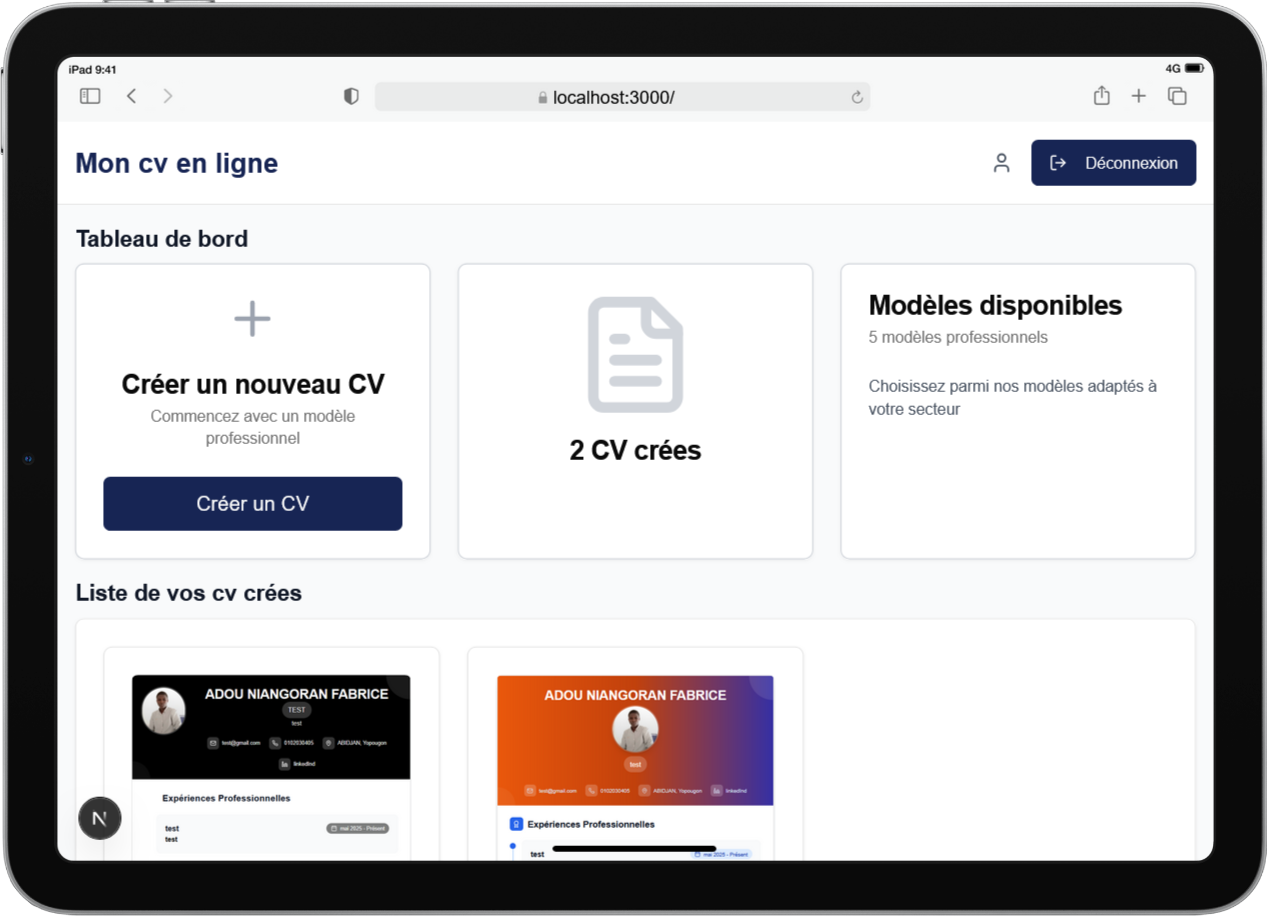 iPad 9:41
4G
localhost:3000/
Mon cv en ligne
Déconnexion
Tableau de bord
Créer un nouveau CV
Commencez avec un modèle
professionnel
Créer un CV
2 CV crées
Modèles disponibles
5 modèles professionnels
Choisissez parmi nos modèles adaptés à
votre secteur
Liste de vos cv crées
ADOU NIANGORAN FABRICE
TEST
test
test@gmail.com 0102030405 ABIDJAN, Yopougon
linkedInd
Expériences Professionnelles
test
mai 2025 - Présent
test
ADOU NIANGORAN FABRICE
test
test@gmail.com 0102030405 ABIDJAN, Yopougon linkedInd
Expériences Professionnelles
test
mai 2025 - Présent
N